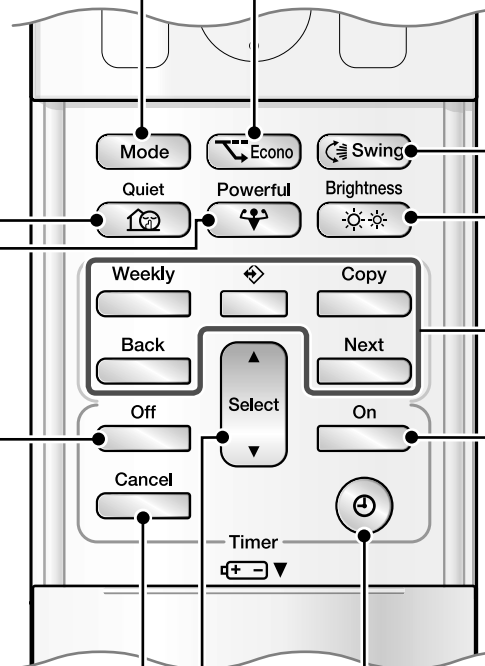 Mode Econo Swing
Quiet Powerful Brightness
Weekly Copy
Back Next
Select
Off On
Cancel
Timer